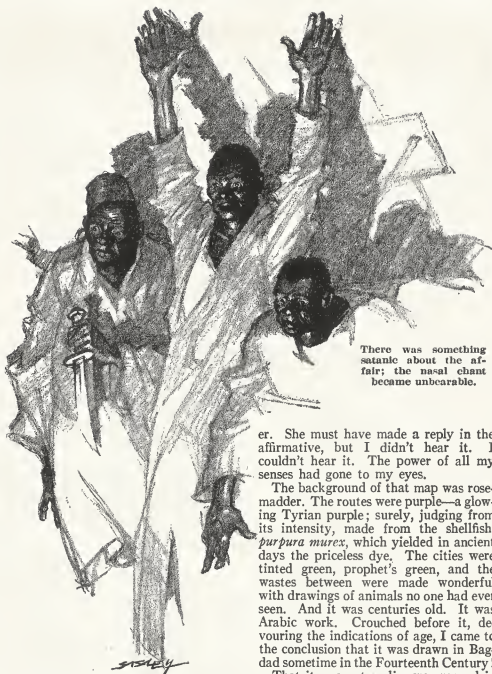 There was something
satanic about the af-
fair; the nasal chant
became unbearable.
er. She must have made a reply in the
affirmative, but I didn't hear it. I
couldn't hear it. The power of all my
senses had gone to my eyes.
The background of that map was rose-
madder. The routes were purple—a glow-
ing Tyrian purple; surely, judging from
its intensity, made from the shellfish
purpura murex, which yielded in ancient
days the priceless dye. The cities were
tinted green, prophet's green, and the
wastes between were made wonderful
with drawings of animals no one had ever
seen. And it was centuries old. It was
Arabic work. Crouched before it, de-
vouring the indications of age, I came to
the conclusion that it was drawn in Bag-
dad sometime in the Fourteenth Century!